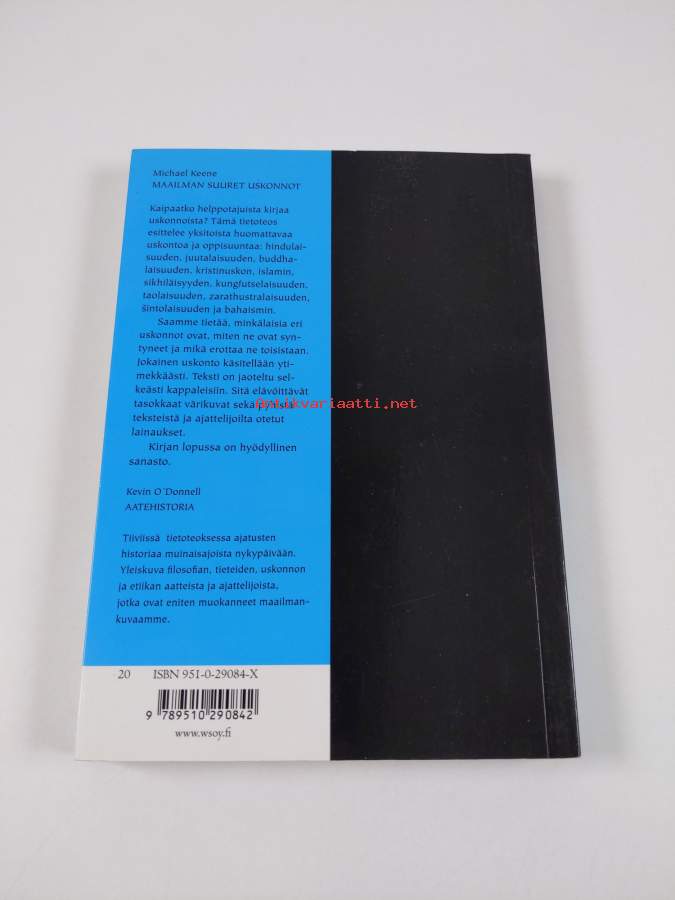 Michael Keene
MAAILMAN SUURET USKONNOT
Kaipaatko helppotajuista kirjaa
uskonnoista? Tämä tietoteos
esittelee yksitoista huomattavaa
uskontoa ja oppisuuntaa: hindulai-
suuden, juutalaisuuden, buddha-
laisuuden, kristinuskon, islamin,
sikhiläisyyden, kungfutselaisuuden,
taolaisuuden, zarathustralaisuuden,
šintolaisuuden ja bahaismin.
Saamme tietää, minkälaisia eri
uskonnot ovat, miten ne ovat syn-
tyneet ja mikä erottaa ne toisistaan.
Jokainen uskonto käsitellään yti-
mekkäästi. Teksti on jaoteltu sel-
keästi kappaleisiin. Sitä elävöittävät
tasokkaat värikuvat sekä
Antikvariaatti.net
teksteistä ja ajattelijoilta otetut
lainaukset.
Kirjan lopussa on hyödyllinen
sanasto.
Kevin O'Donnell
AATEHISTORIA
Tiiviissä tietoteoksessa ajatusten
historiaa muinaisajoista nykypäivään.
Yleiskuva filosofian, tieteiden, uskonnon
ja etiikan aatteista ja ajattelijoista,
jotka ovat eniten muokanneet maailman-
kuvaamme.
20 ISBN 951-0-29084-X
9 789510 290842
www.wsoy.fi